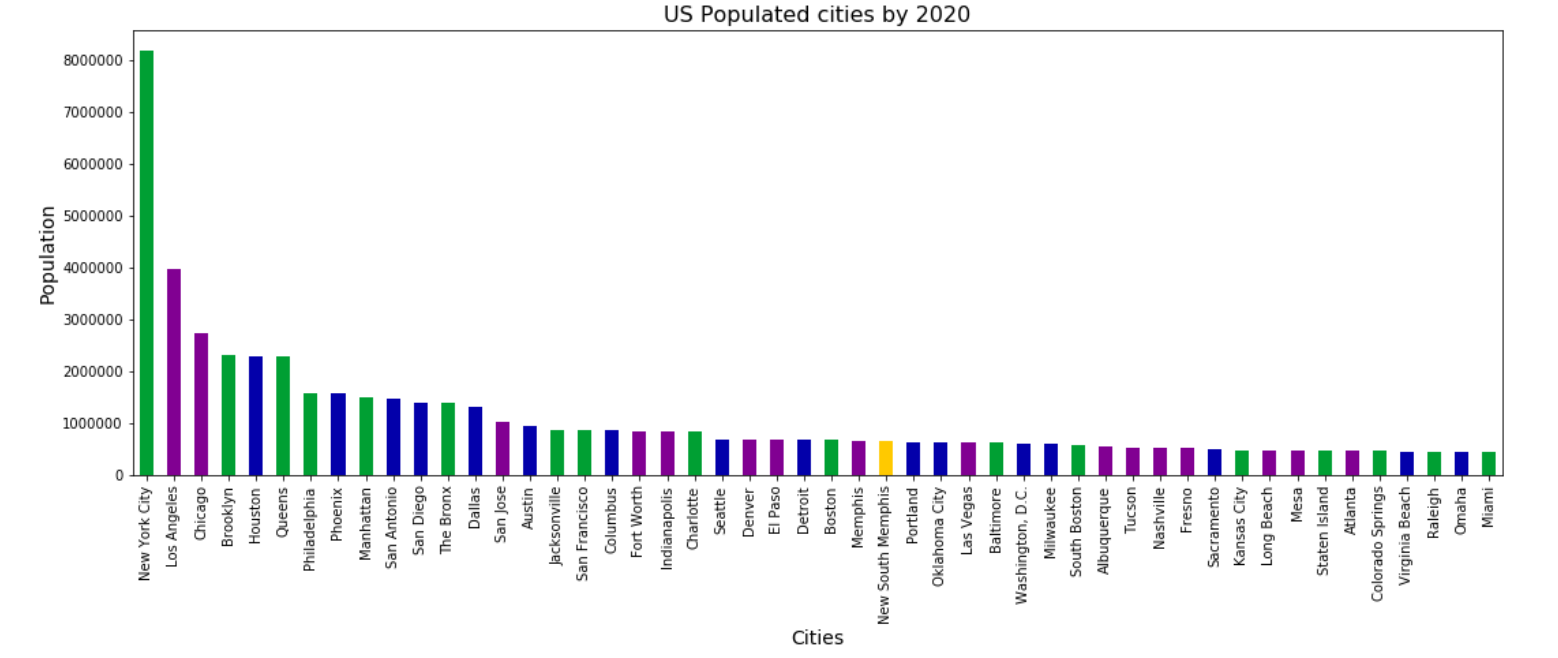 US Populated cities by 2020
8000000
7000000
6000000
5000000
4000000
3000000
2000000
1000000
0
Population
New York City
Los Angeles
Chicago
Brooklyn
Houston
Queens
Philadelphia
Phoenix
Manhattan
San Antonio
San Diego
The Bronx
Dallas
San Jose
Austin
Jacksonville
San Francisco
Columbus
Fort Worth
Indianapolis
Charlotte
Seattle
Denver
El Paso
Detroit
Boston
Memphis
New South Memphis
Portland
Oklahoma City
Las Vegas
Baltimore
Washington, D.C.
Milwaukee
South Boston
Albuquerque
Tucson
Nashville
Fresno
Sacramento
Kansas City
Long Beach
Mesa
Staten Island
Atlanta
Colorado Springs
Virginia Beach
Raleigh
Omaha
Miami
Cities